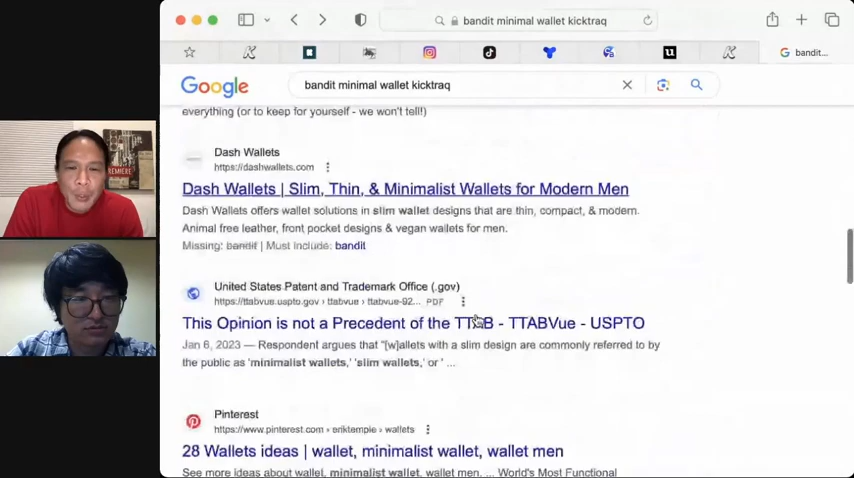 bandit minimal wallet kicktraq
bandit...
Google
bandit minimal wallet kicktraq
everything (or to keep for yourself - we won't tell!)
Dash Wallets
https://dashwallets.com
Dash Wallets | Slim, Thin, & Minimalist Wallets for Modern Men
Dash Wallets offers wallet solutions in slim wallet designs that are thin, compact, & modern.
Animal free leather, front pocket designs & vegan wallets for men.
Missing: bandit | Must include: bandit
United States Patent and Trademark Office (.gov)
https://ttabvue.uspto.gov › ttabvue › ttabvue-92... PDF
This Opinion is not a Precedent of the TTAB - TTABVue - USPTO
Jan 6, 2023 — Respondent argues that "[w]allets with a slim design are commonly referred to by
the public as 'minimalist wallets,' 'slim wallets,' or ' ...
Pinterest
https://www.pinterest.com › eriktemple › wallets
28 Wallets ideas | wallet, minimalist wallet, wallet men
See more ideas about wallet, minimalist wallet, wallet men. ... World's Most Functional